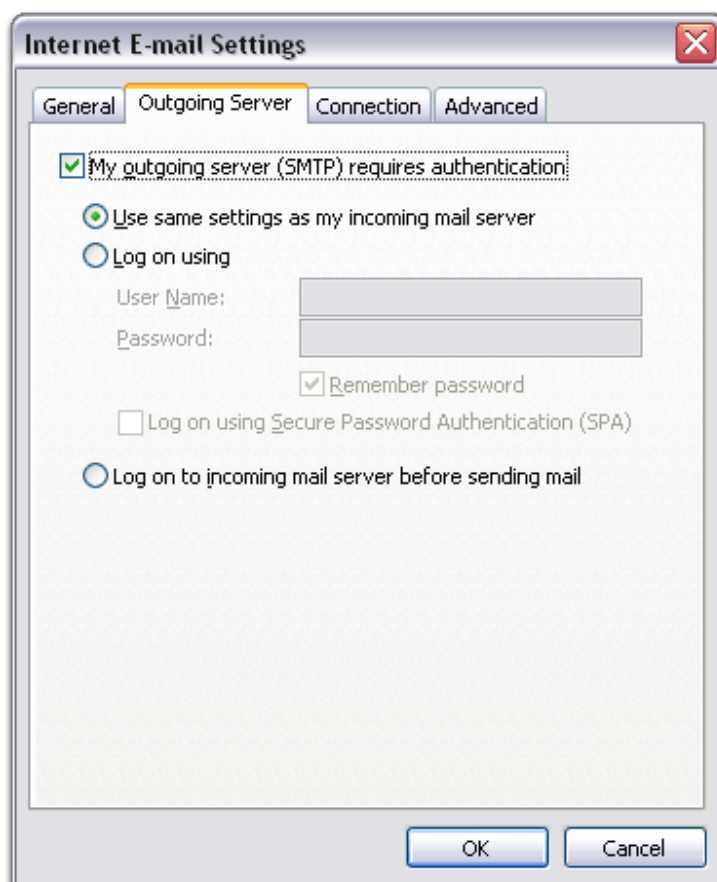 Internet E-mail Settings
General Outgoing Server Connection Advanced
My outgoing server (SMTP) requires authentication
Use same settings as my incoming mail server
Log on using
User Name:
Password:
Remember password
Log on using Secure Password Authentication (SPA)
Log on to incoming mail server before sending mail
OK Cancel